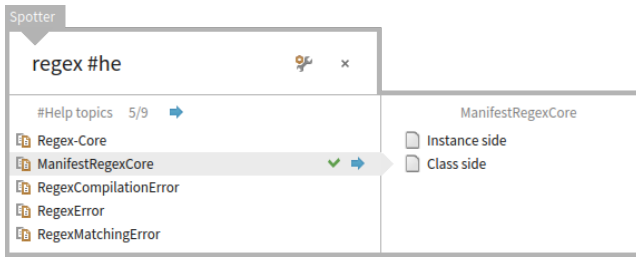 Spotter
regex #he
#Help topics 5/9
Regex-Core
ManifestRegexCore
RegexCompilationError
RegexError
RegexMatchingError
ManifestRegexCore
Instance side
Class side